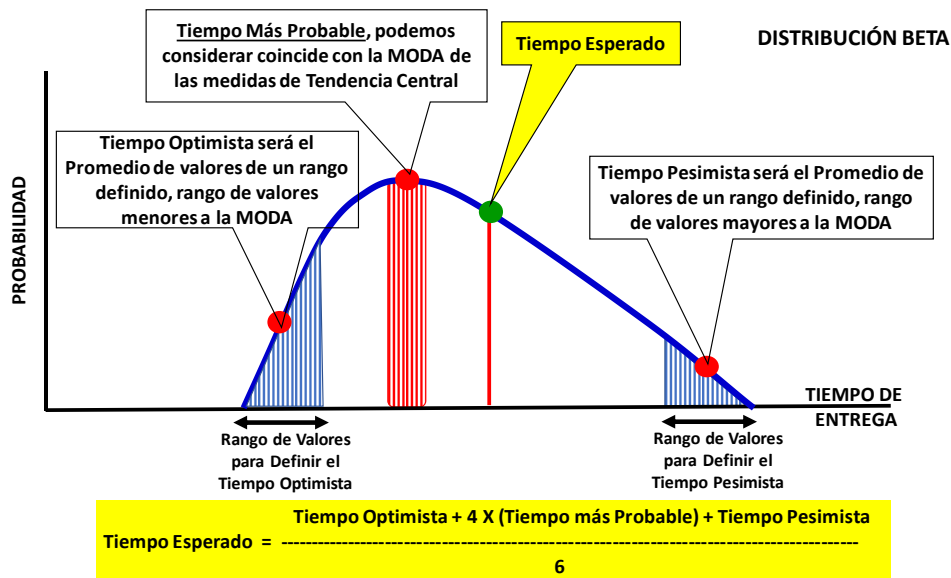 DISTRIBUCIÓN BETA
Tiempo Más Probable, podemos
considerar coincide con la MODA de
las medidas de Tendencia Central
Tiempo Esperado
Tiempo Optimista será el
Promedio de valores de un rango
definido, rango de valores
menores a la MODA
Tiempo Pesimista será el Promedio de
valores de un rango definido, rango
de valores mayores a la MODA
PROBABILIDAD
TIEMPO DE
ENTREGA
Rango de Valores
para Definir el
Tiempo Optimista
Rango de Valores
para Definir el
Tiempo Pesimista
Tiempo Optimista + 4 X (Tiempo más Probable) + Tiempo Pesimista
Tiempo Esperado = ----------------------------------------------------------------
6